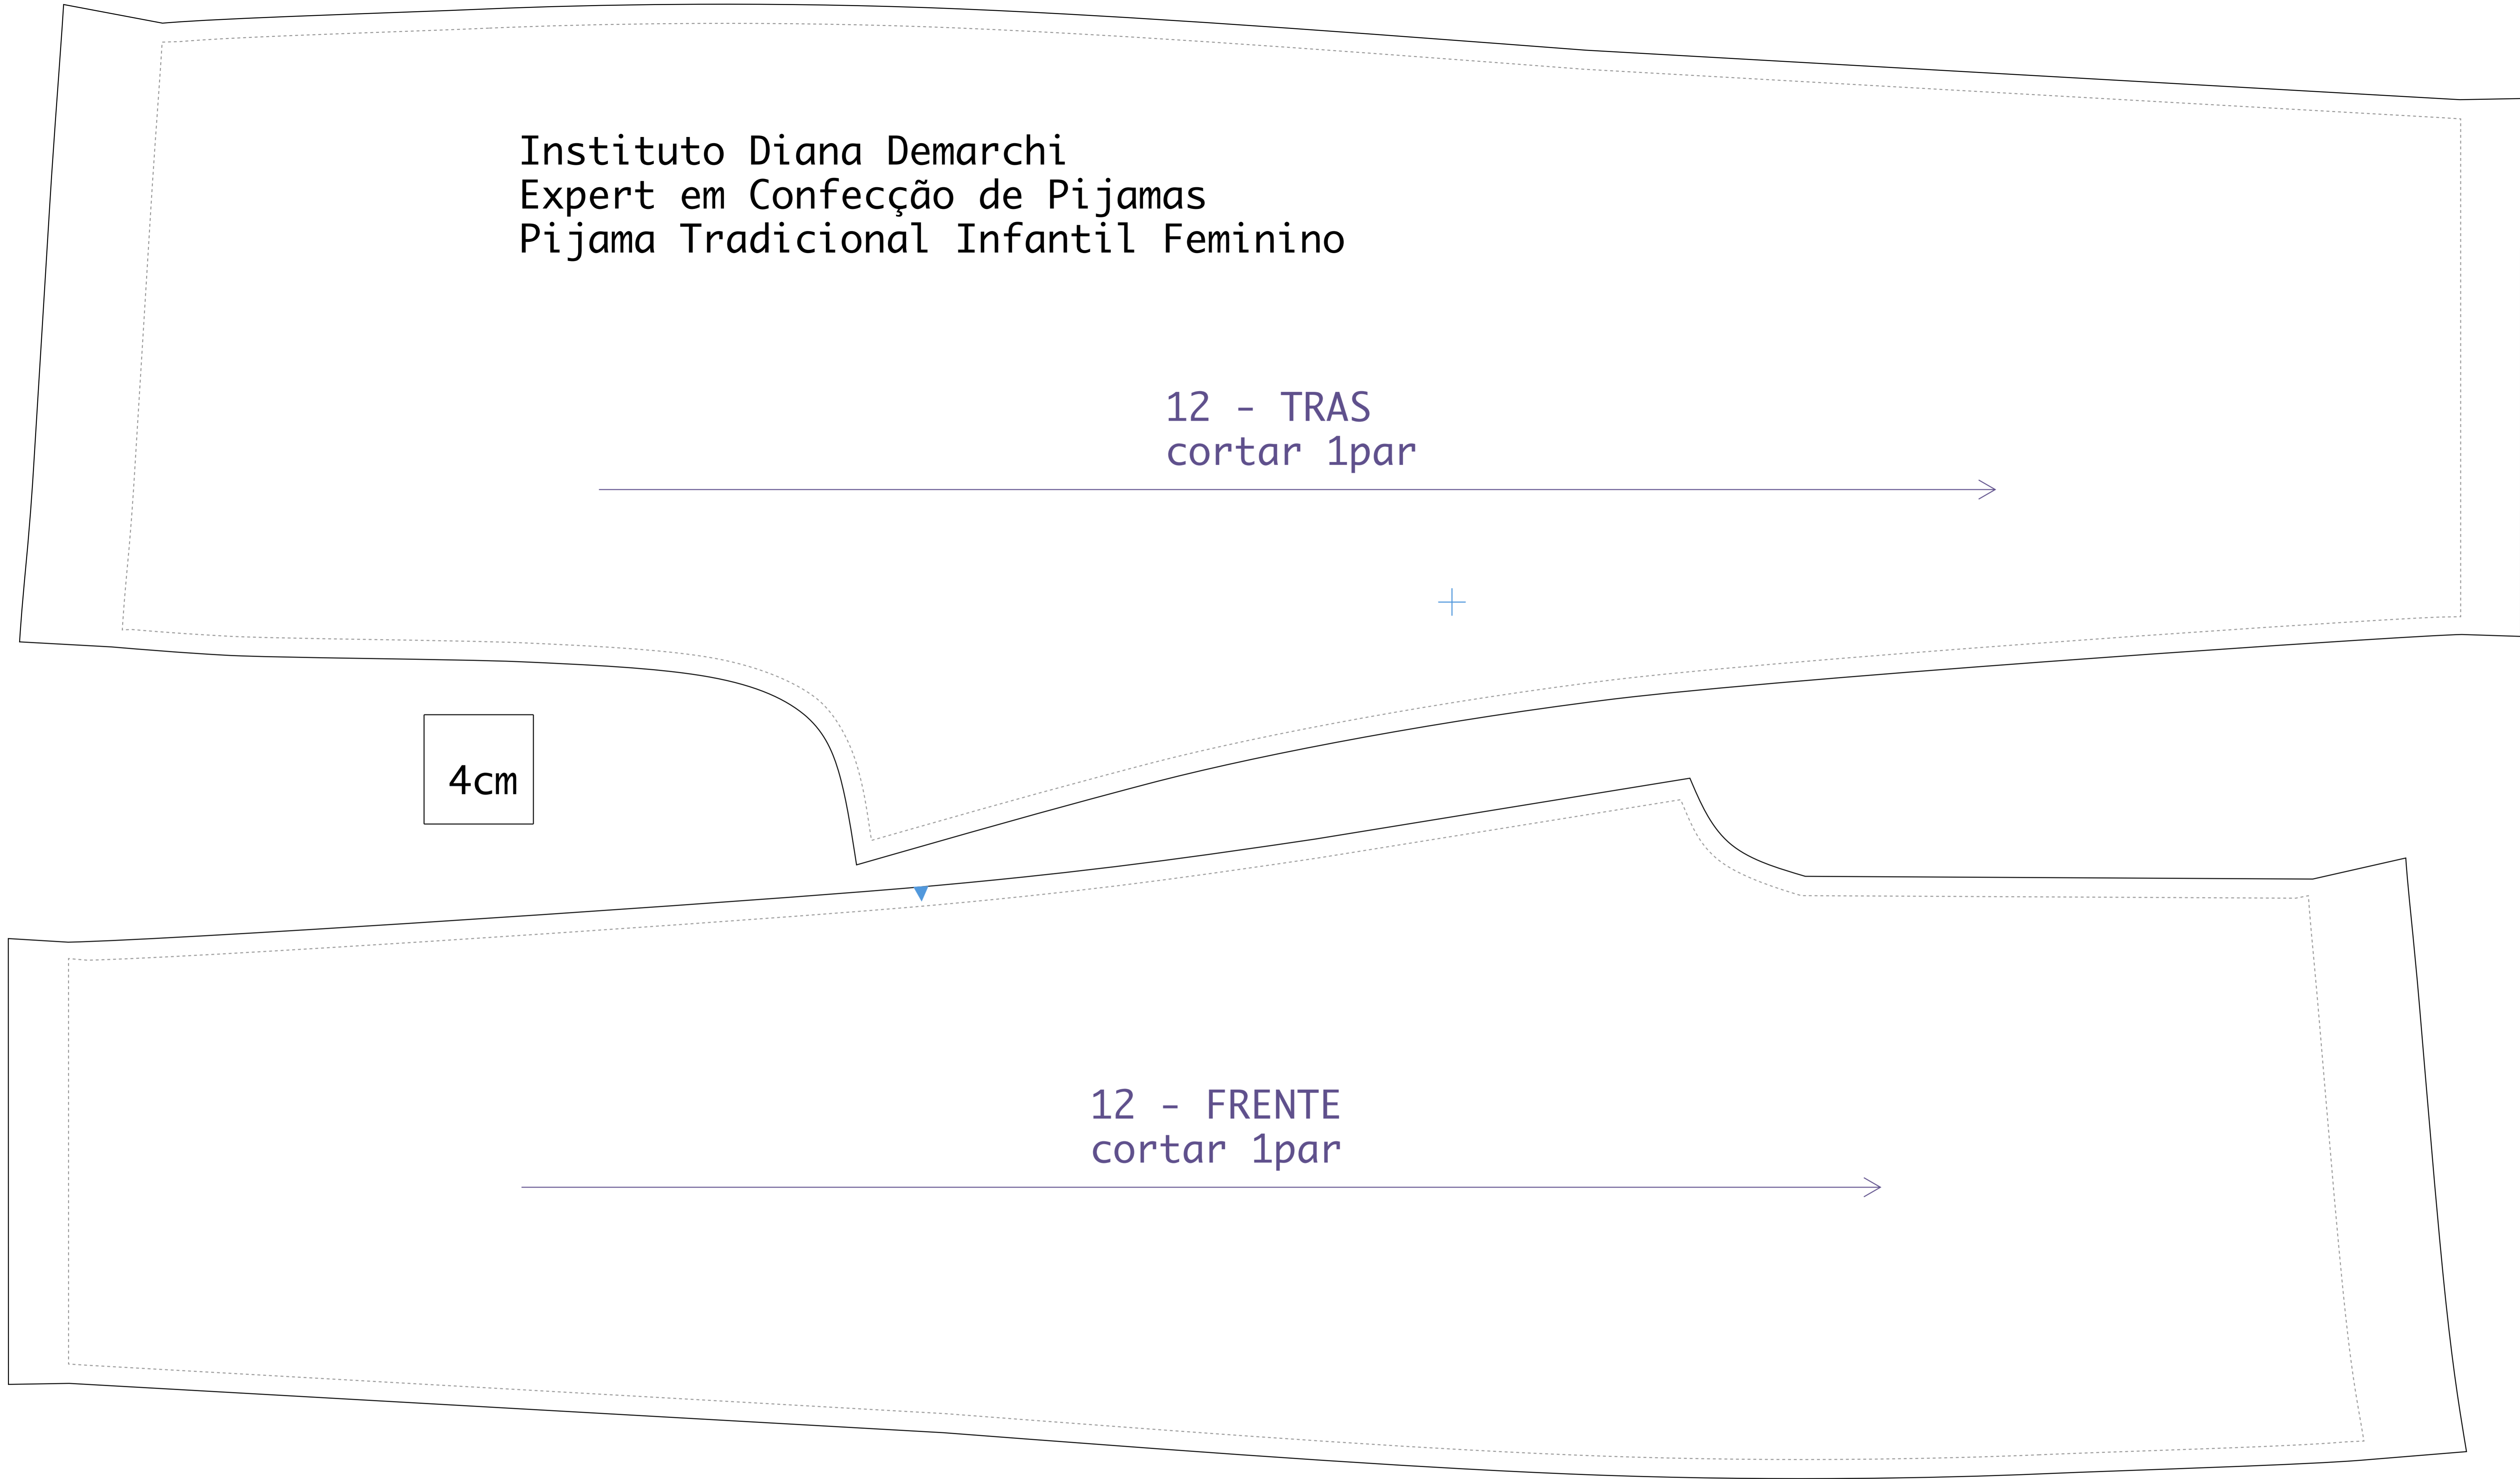 Instituto Diana Demarchi
Expert em Confecção de Pijamas
Pijama Tradicional Infantil Feminino
12 - TRAS
cortar 1par
4cm
12 - FRENTE
cortar 1par